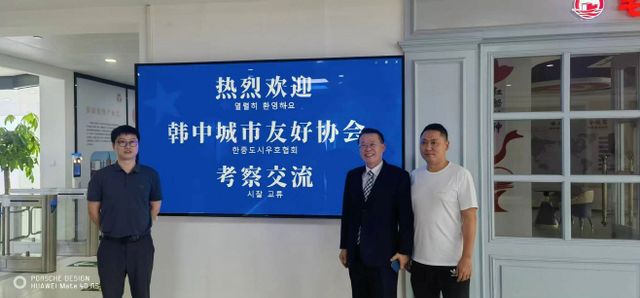 热烈欢迎
열렬히 환영하요
韩中城市友好协会
한중도시우호협회
考察交流
시찰 교류
PORSCHE DESIGN
HUAWEI Mate 40 RS